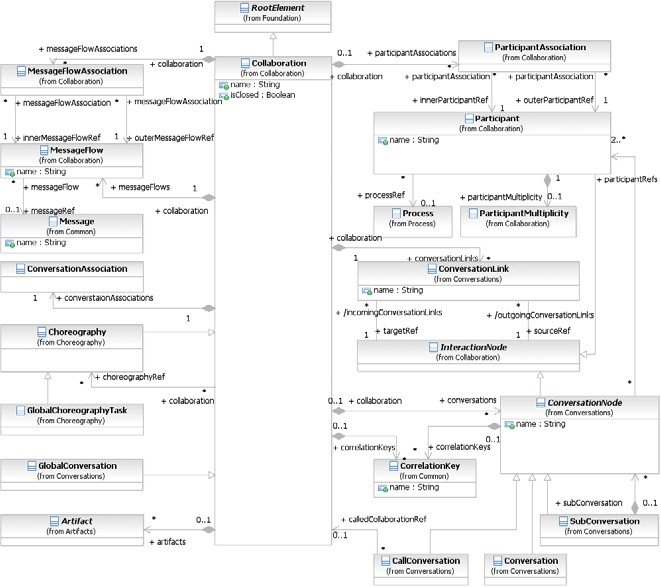 RootElement
(from Foundation)
+ messageFlowAssociations
1
+ collaboration
*
MessageFlowAssociation
(from Collaboration)
Collaboration
(from Collaboration)
name : String
isClosed : Boolean
0..1
+ participantAssociations
+ collaboration
*
ParticipantAssociation
(from Collaboration)
* + messageFlowAssociation
* + messageFlowAssociation
+ participantAssociation *
+ participantAssociation *
1 + innerMessageFlowRef
1 + outerMessageFlowRef
+ innerParticipantRef 1
+ outerParticipantRef 1
MessageFlow
(from Collaboration)
name : String
Participant
(from Collaboration)
name : String
2..*
* + messageFlow
* + messageFlows
1
+ collaboration
0..1 + messageRef
Message
(from Common)
name : String
*
+ processRef
0..1
1
+ participantMultiplicity
0..1
+ participantRefs
Process
(from Process)
ParticipantMultiplicity
(from Collaboration)
+ collaboration
1
+ conversationLinks *
ConversationAssociation
1
+ converstaionAssociations
1
ConversationLink
(from Conversations)
name : String
*
+ /incomingConversationLinks
*
+ /outgoingConversationLinks
+ targetRef
1
+ sourceRef
1
InteractionNode
(from Collaboration)
Choreography
(from Choreography)
1
+ choreographyRef
*
*
+ collaboration
GlobalChoreographyTask
(from Choreography)
0..1
+ collaboration
+ conversations
*
*
ConversationNode
(from Conversations)
name : String
0..1
+ correlationKeys
*
0..1
+ correlationKeys
*
CorrelationKey
(from Common)
name : String
GlobalConversation
(from Conversations)
Artifact
(from Artifacts)
*
+ artifacts
0..1
+ calledCollaborationRef
0..1
*
CallConversation
(from Conversations)
Conversation
(from Conversations)
+ subConversation
*
0..1
SubConversation
(from Conversations)